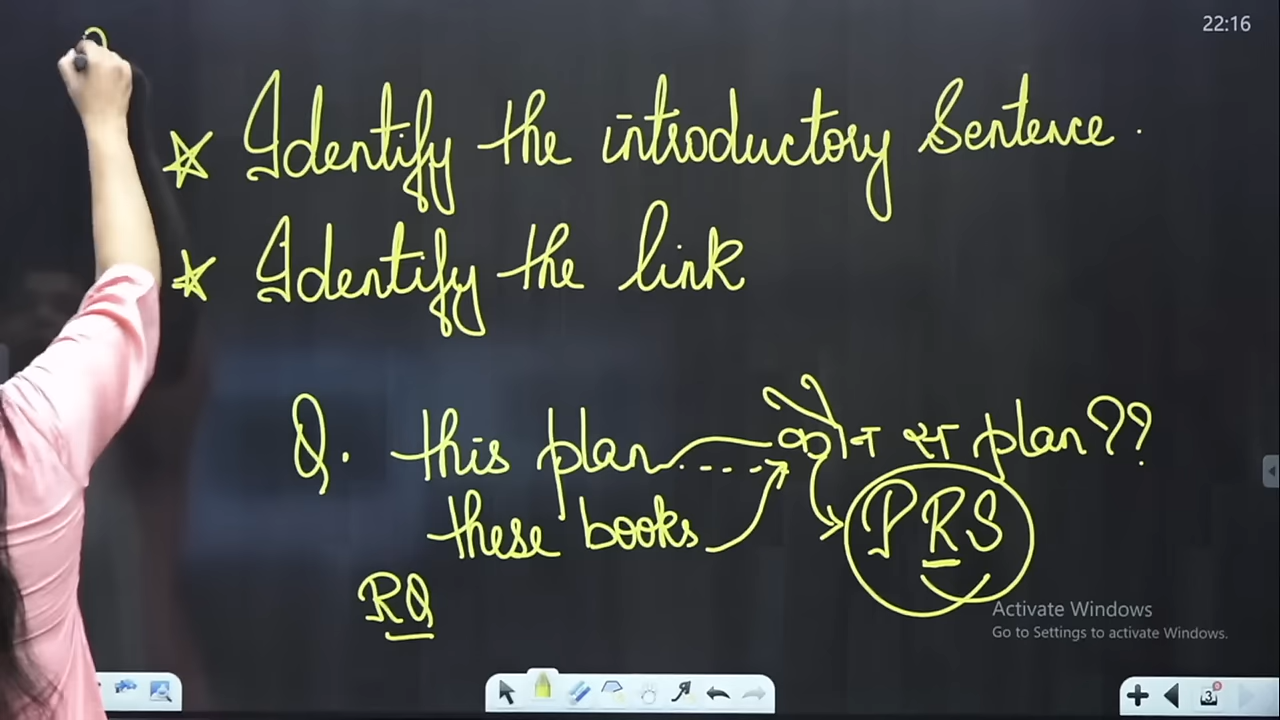 22:16
☆ Identify the introductory Sentence.
☆ Identify the link
Q. this plan कौन सा plan??
these books PRS
RQ
Activate Windows
Go to Settings to activate Windows.
3